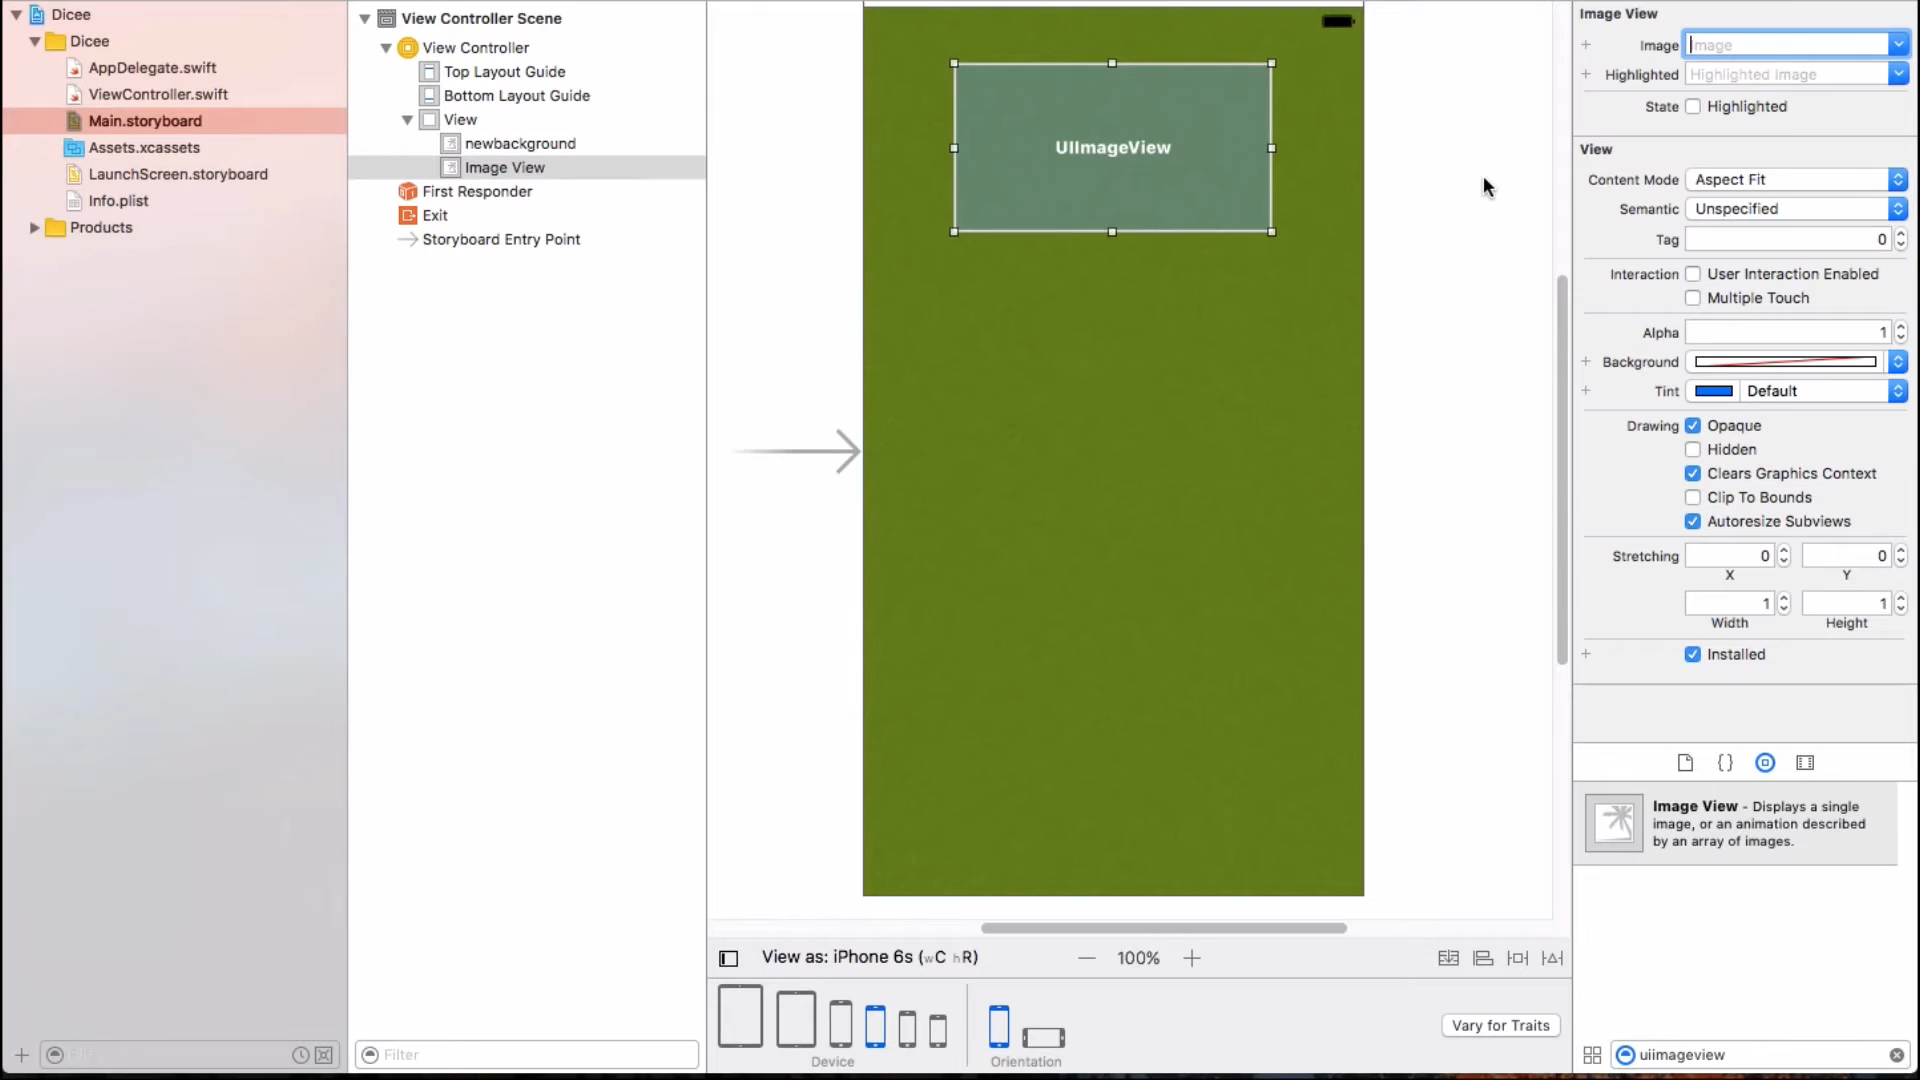 Dicee
Dicee
AppDelegate.swift
ViewController.swift
Main.storyboard
Assets.xcassets
LaunchScreen.storyboard
Info.plist
Products
Filter
View Controller Scene
View Controller
Top Layout Guide
Bottom Layout Guide
View
newbackground
Image View
First Responder
Exit
Storyboard Entry Point
Filter
UIImageView
View as: iPhone 6s (wC hR)
100%
Device
Orientation
Vary for Traits
Image View
Image Image
Highlighted Highlighted Image
State Highlighted
View
Content Mode Aspect Fit
Semantic Unspecified
Tag 0
Interaction User Interaction Enabled
Multiple Touch
Alpha 1
Background
Tint Default
Drawing Opaque
Hidden
Clears Graphics Context
Clip To Bounds
Autoresize Subviews
Stretching 0 0
X Y
1 1
Width Height
Installed
{}
Image View - Displays a single
image, or an animation described
by an array of images.
uiimageview